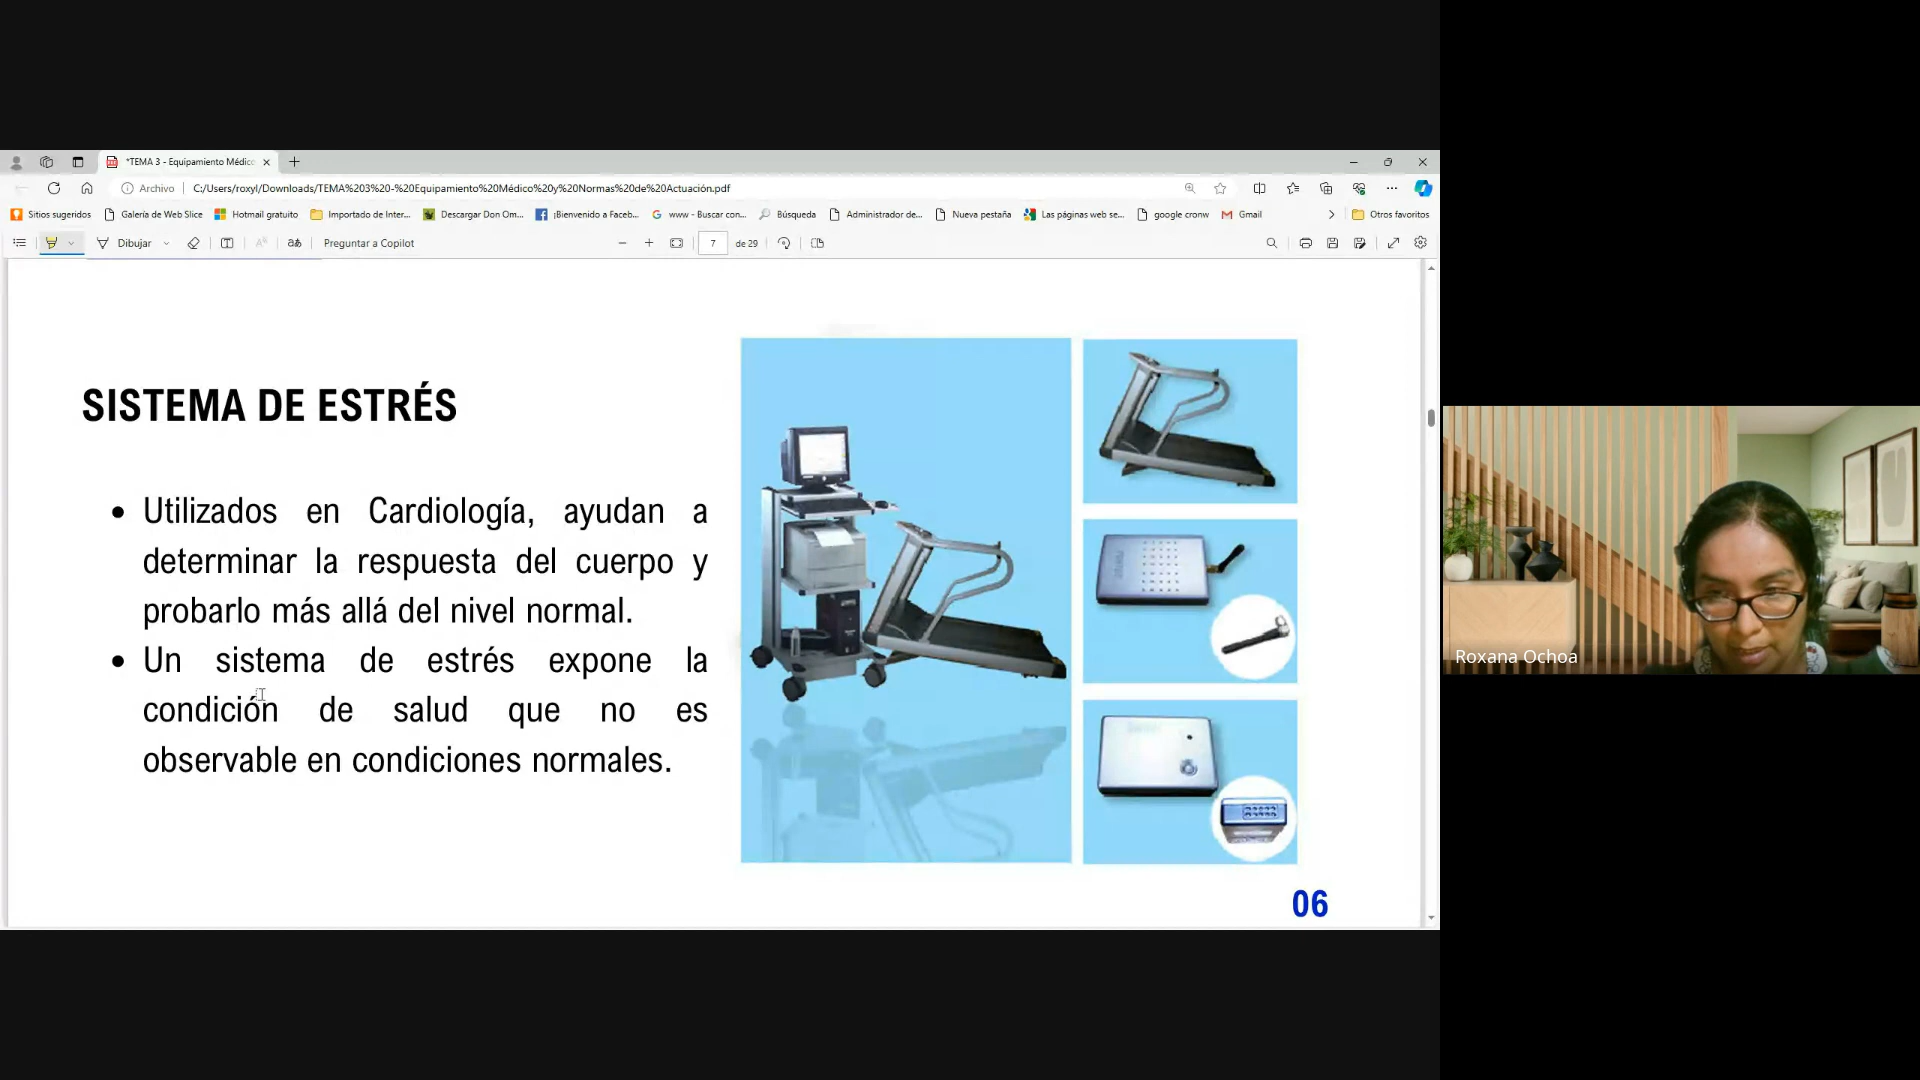 *TEMA 3 - Equipamiento Médic
Archivo
C:/Users/roxyl/Downloads/TEMA%203%20-%20Equipamiento%20Médico%20y%20Normas%20de%20Actuación.pdf
Sitios sugeridos
Galería de Web Slice
Hotmail gratuito
Importado de Inter...
Descargar Don Om...
¡Bienvenido a Faceb...
www - Buscar con...
Búsqueda
Administrador de...
Nueva pestaña
Las páginas web se...
google cronw
Gmail
Otros favoritos
Dibujar
Preguntar a Copilot
7
de 29
SISTEMA DE ESTRÉS
• Utilizados en Cardiología, ayudan a
determinar la respuesta del cuerpo y
probarlo más allá del nivel normal.
• Un sistema de estrés expone la
condición de salud que no es
observable en condiciones normales.
06
Roxana Ochoa